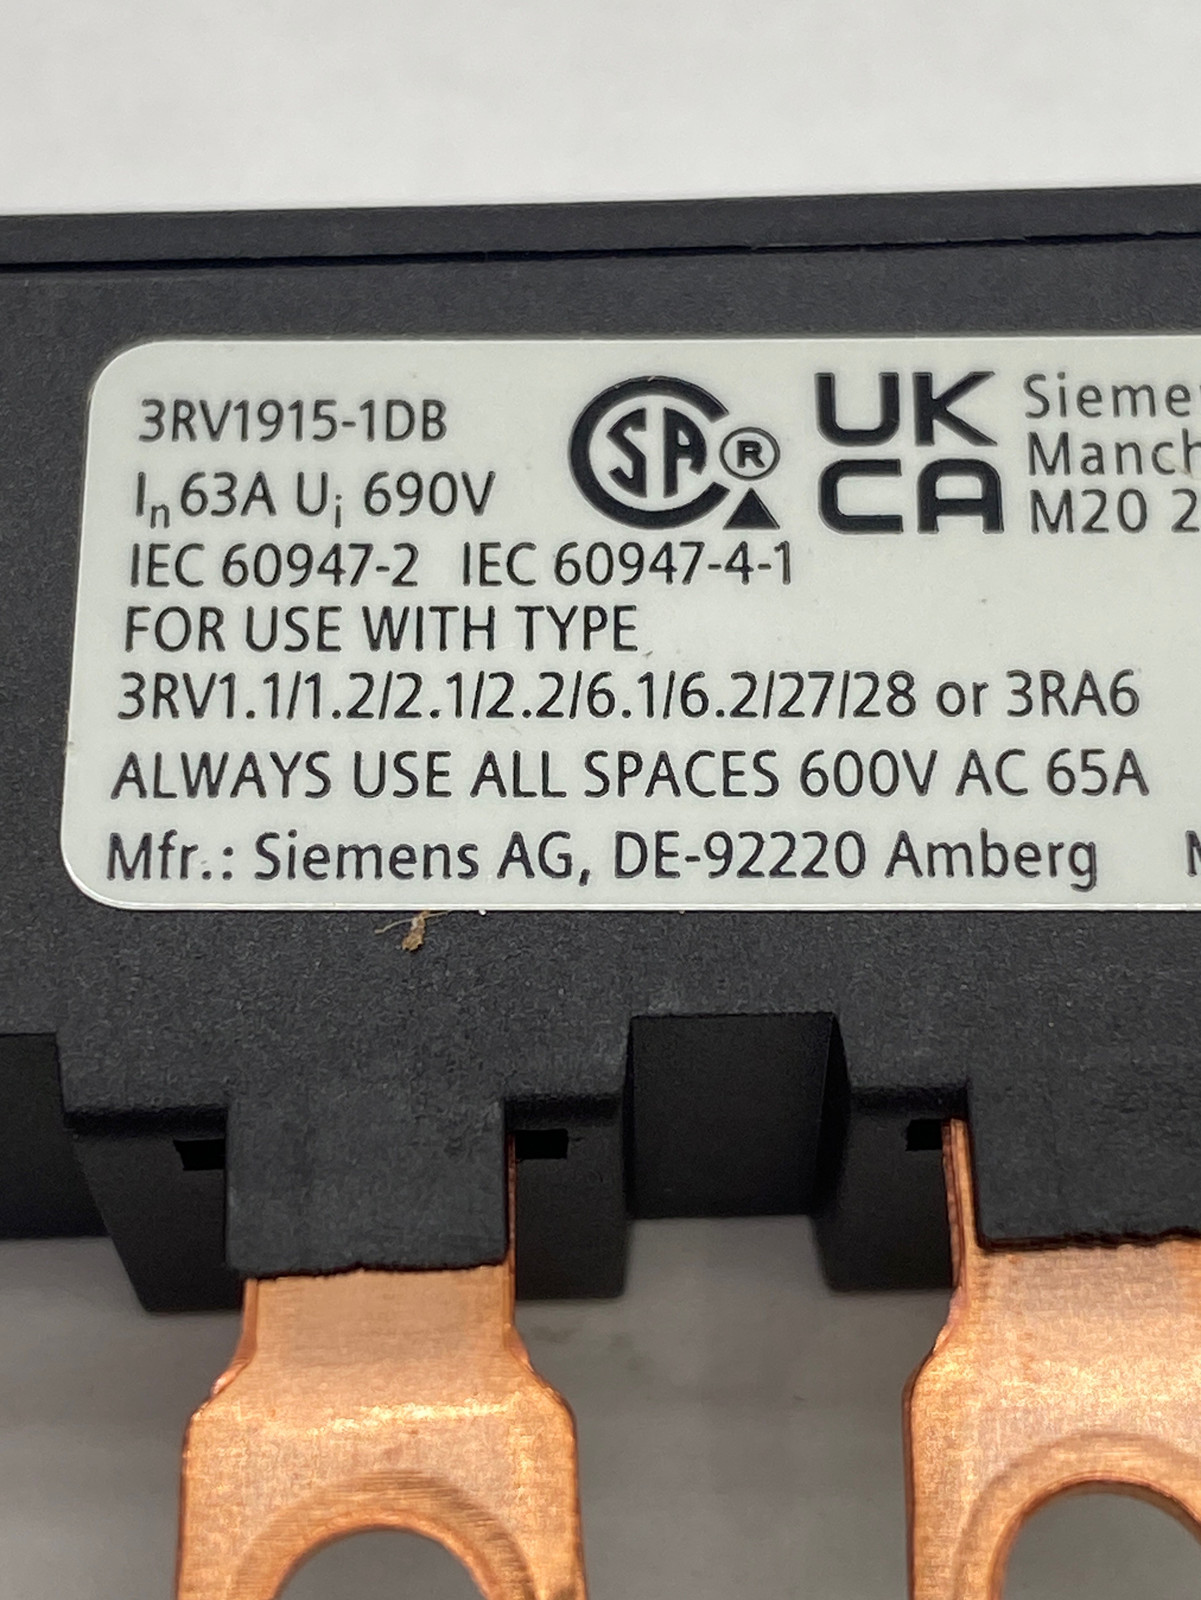 3RV1915-1DB
In 63A Ui 690V
IEC 60947-2 IEC 60947-4-1
FOR USE WITH TYPE
3RV1.1/1.2/2.1/2.2/6.1/6.2/27/28 or 3RA6
ALWAYS USE ALL SPACES 600V AC 65A
Mfr.: Siemens AG, DE-92220 Amberg
SA ®
UK
CA
M20